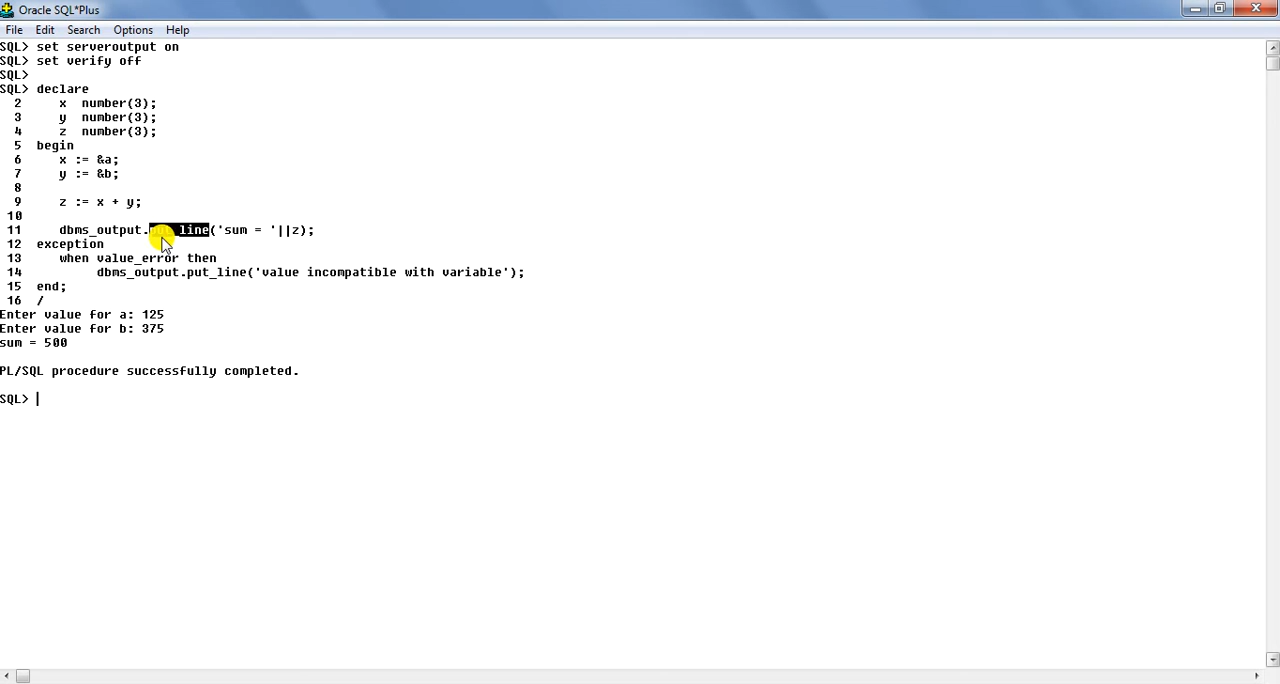 Oracle SQL*Plus
File Edit Search Options Help
SQL> set serveroutput on
SQL> set verify off
SQL>
SQL> declare
2 x number(3);
3 y number(3);
4 z number(3);
5 begin
6 x := &a;
7 y := &b;
8
9 z := x + y;
10
11 dbms_output.put_line('sum = '||z);
12 exception
13 when value_error then
14 dbms_output.put_line('value incompatible with variable');
15 end;
16 /
Enter value for a: 125
Enter value for b: 375
sum = 500
PL/SQL procedure successfully completed.
SQL>